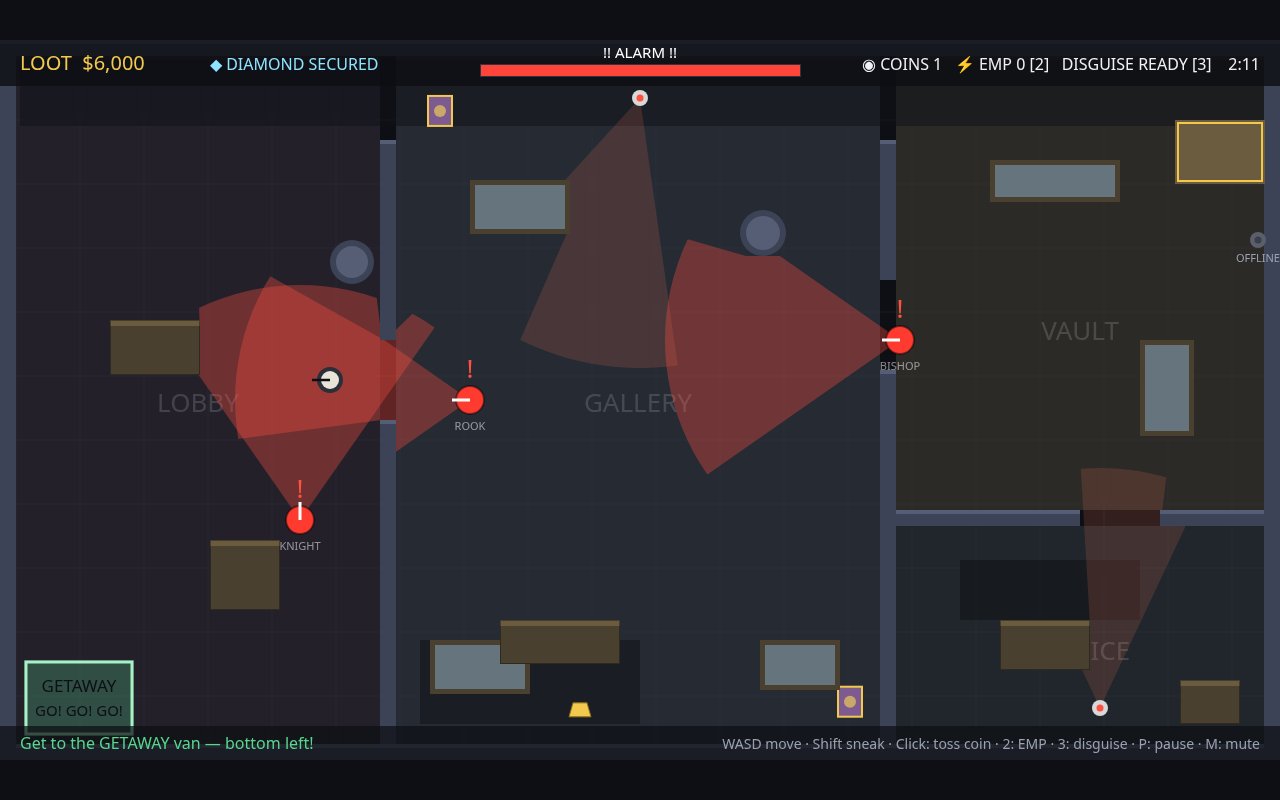 !! ALARM !!
LOOT $6,000
◆ DIAMOND SECURED
◉ COINS 1 ⚡ EMP 0 [2] DISGUISE READY [3] 2:11
OFFLINE
!
VAULT
BISHOP
!
LOBBY
GALLERY
ROOK
!
KNIGHT
ICE
GETAWAY
GO! GO! GO!
Get to the GETAWAY van — bottom left!
WASD move · Shift sneak · Click: toss coin · 2: EMP · 3: disguise · P: pause · M: mute